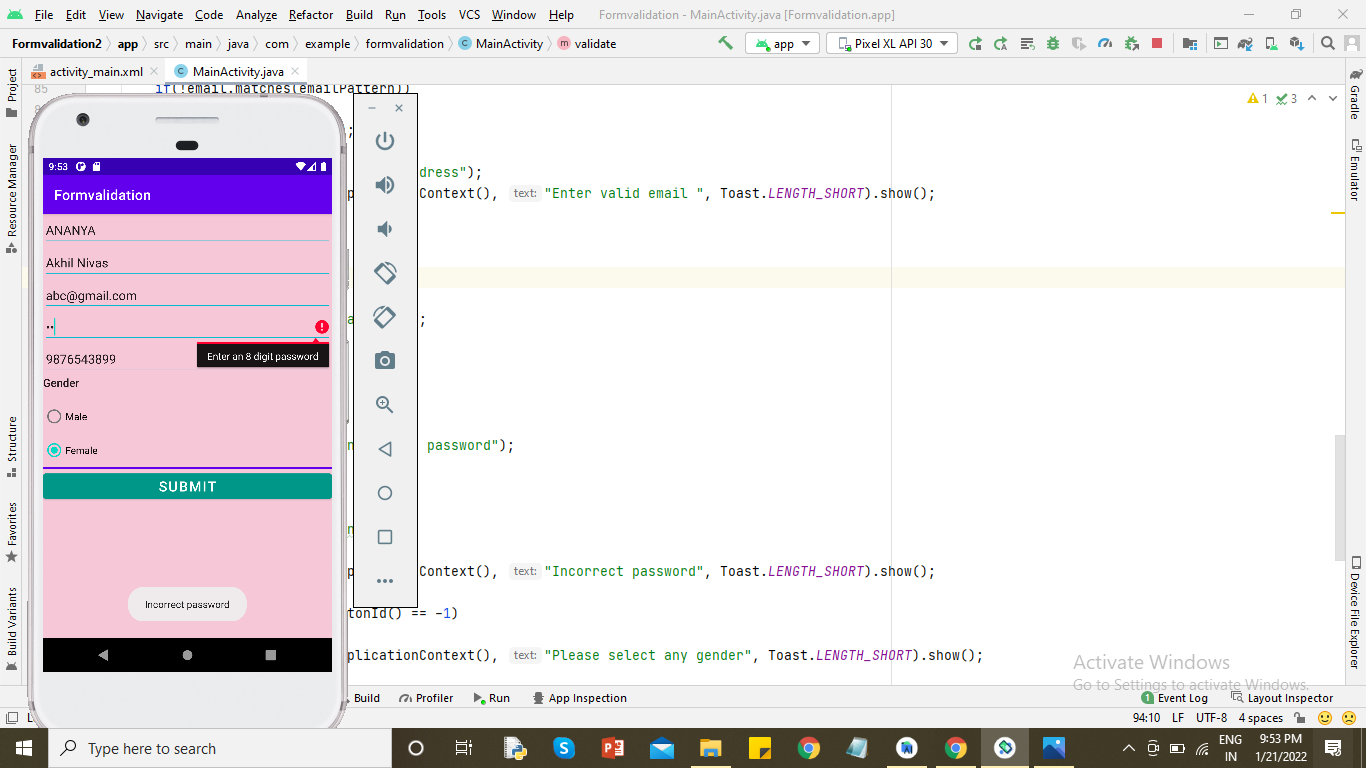 File Edit View Navigate Code Analyze Refactor Build Run Tools VCS Window Help Formvalidation - MainActivity.java [Formvalidation.app]
Formvalidation2 app src main java com example formvalidation MainActivity validate app Pixel XL API 30
activity_main.xml MainActivity.java
Project
Resource Manager
Structure
Favorites
Build Variants
85 if(!email.matches(emailPattern))
1 3
;
dress");
Context(), text: "Enter valid email ", Toast.LENGTH_SHORT).show();
;
password");
Context(), text: "Incorrect password", Toast.LENGTH_SHORT).show();
tonId() == -1)
plicationContext(), text: "Please select any gender", Toast.LENGTH_SHORT).show();
9:53
Formvalidation
ANANYA
Akhil Nivas
abc@gmail.com
Enter an 8 digit password
9876543899
Gender
Male
Female
SUBMIT
Incorrect password
Gradle
Emulator
Device File Explorer
Activate Windows
Go to Settings to activate Windows.
Build Profiler Run App Inspection 1 Event Log Layout Inspector
94:10 LF UTF-8 4 spaces
Type here to search
ENG
IN
9:53 PM
1/21/2022